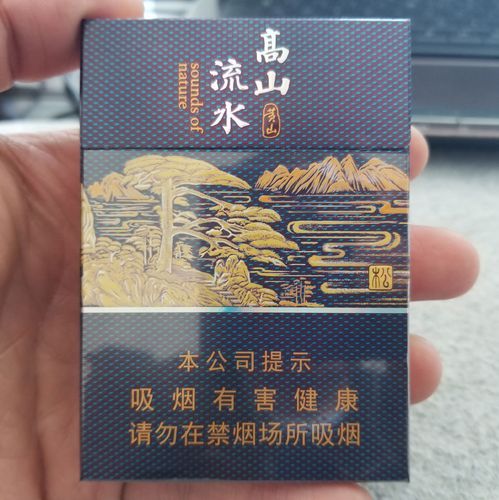 高山
流水
sounds of
nature
黄山
松
本公司提示
吸烟有害健康
请勿在禁烟场所吸烟